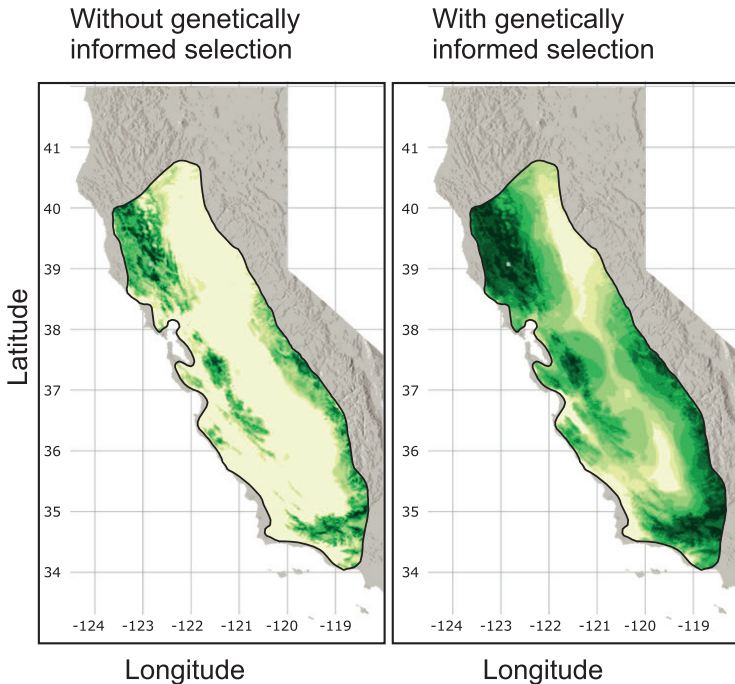 Without genetically
informed selection
With genetically
informed selection
Latitude
41
40
39
38
37
36
35
34
-124 -123 -122 -121 -120 -119
Longitude
41
40
39
38
37
36
35
34
-124 -123 -122 -121 -120 -119
Longitude